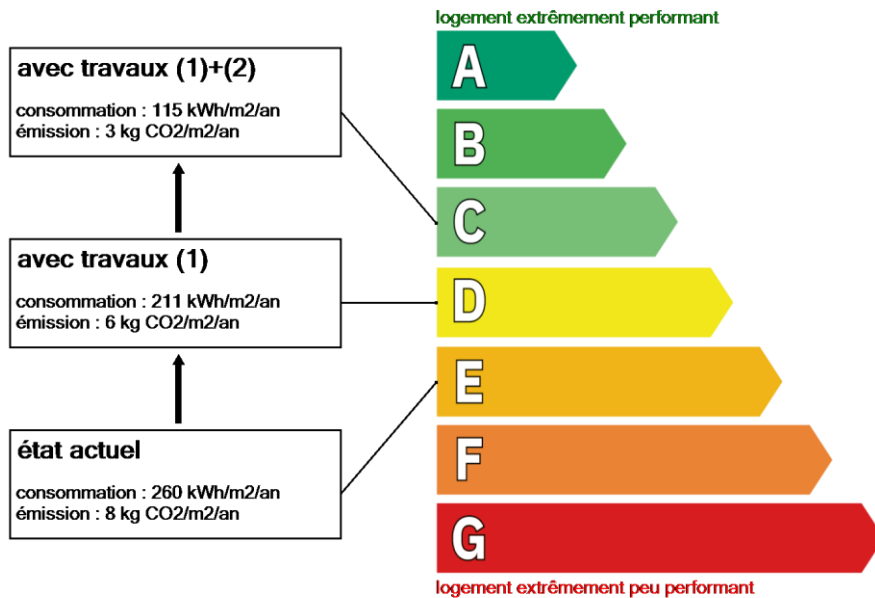 logement extrêmement performant
avec travaux (1)+(2)
consommation : 115 kWh/m2/an
émission : 3 kg CO2/m2/an
avec travaux (1)
consommation : 211 kWh/m2/an
émission : 6 kg CO2/m2/an
état actuel
consommation : 260 kWh/m2/an
émission : 8 kg CO2/m2/an
A
B
C
D
E
F
G
logement extrêmement peu performant